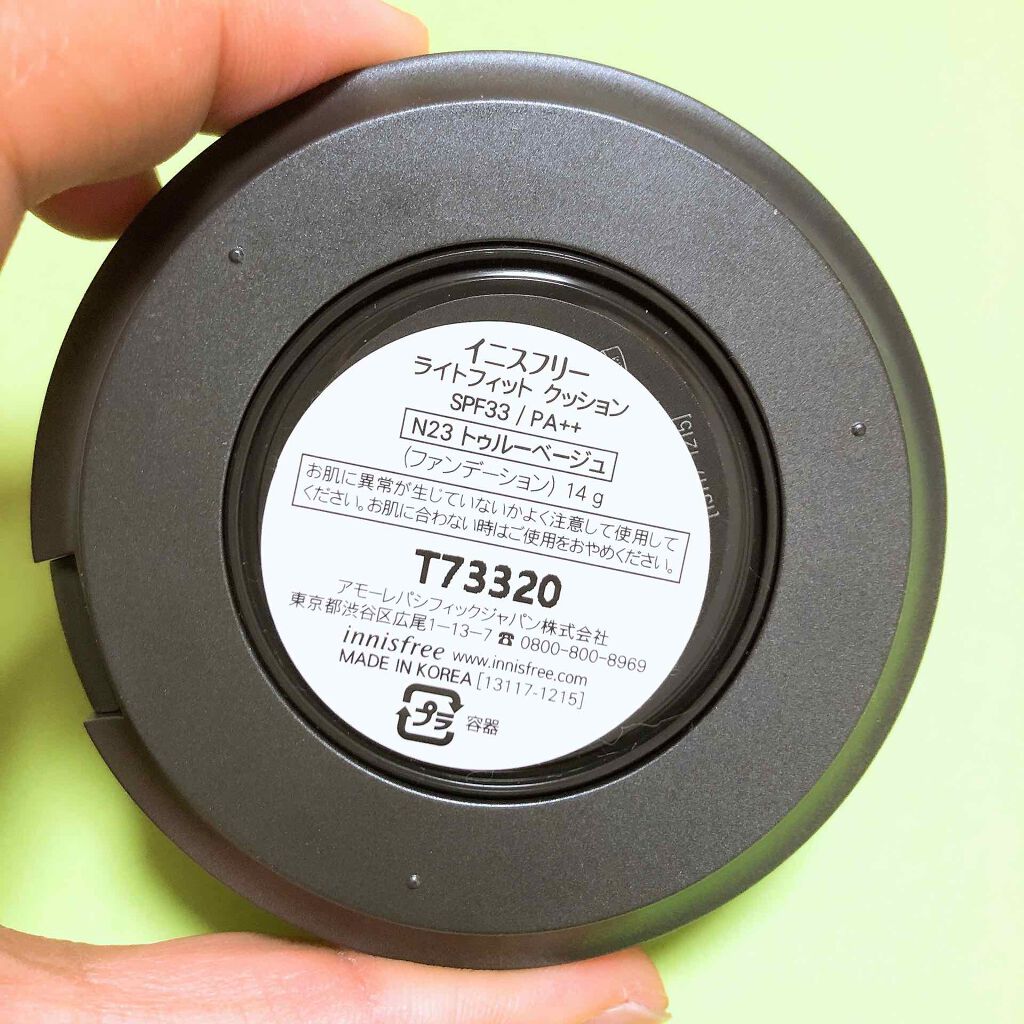 イニスフリー
ライトフィット クッション
SPF33 / PA++
N23 トゥルーベージュ
(ファンデーション) 14 g
お肌に異常が生じていないかよく注意して使用して
ください。お肌に合わない時はご使用をおやめください。
T73320
アモーレパシフィックジャパン株式会社
東京都渋谷区広尾1-13-7 ☎ 0800-800-8969
innisfree www.innisfree.com
MADE IN KOREA [13117-1215]
プラ 容器